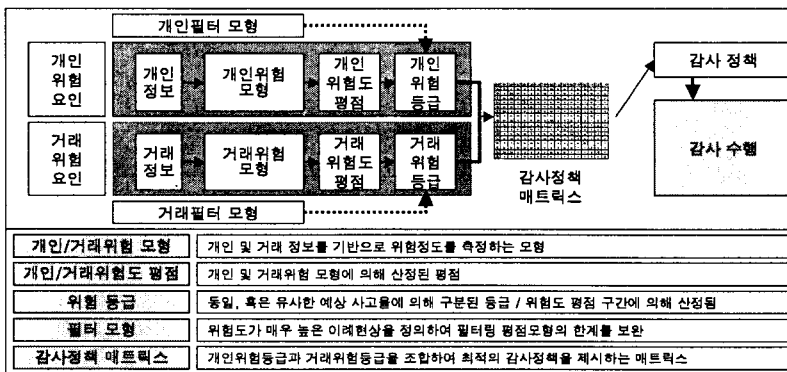 개인필터 모형
개인
위험
요인
개인
정보
개인위험
모형
개인
위험도
평점
개인
위험
등급
거래
위험
요인
거래
정보
거래위험
모형
거래
위험도
평점
거래
위험
등급
거래필터 모형
감사정책
매트릭스
감사 정책
감사 수행
개인/거래위험 모형 개인 및 거래 정보를 기반으로 위험정도를 측정하는 모형
개인/거래위험도 평점 개인 및 거래위험 모형에 의해 산정된 평점
위험 등급 동일, 혹은 유사한 예상 사고율에 의해 구분된 등급 / 위험도 평점 구간에 의해 산정됨
필터 모형 위험도가 매우 높은 이례현상을 정의하여 필터링 평점모형의 한계를 보완
감사정책 매트릭스 개인위험등급과 거래위험등급을 조합하여 최적의 감사정책을 제시하는 매트릭스